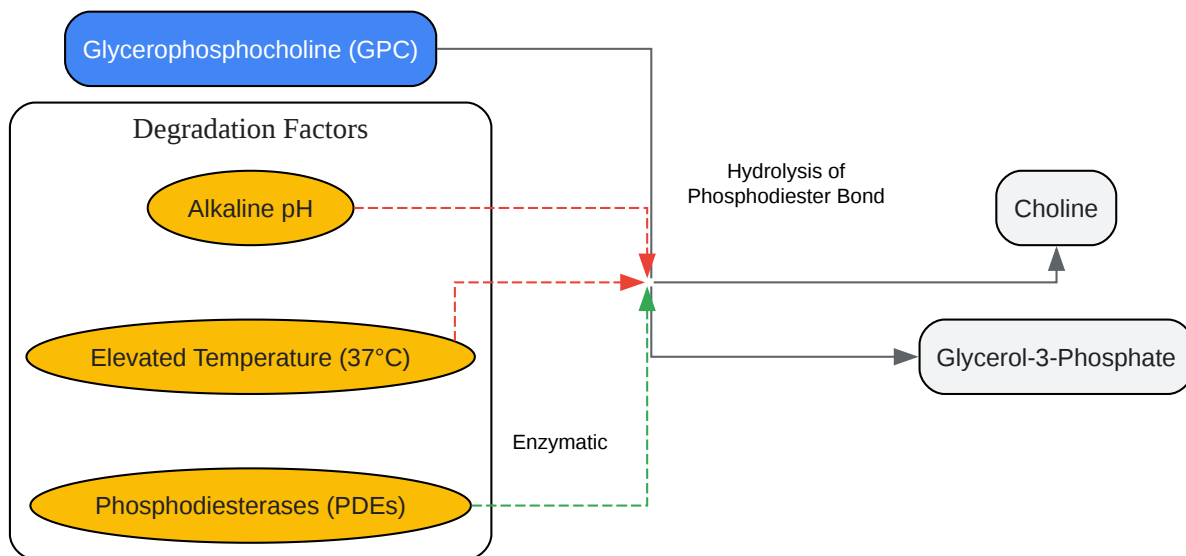 Glycerophosphocholine (GPC)
Degradation Factors
Alkaline pH
Hydrolysis of
Phosphodiester Bond
Choline
Elevated Temperature (37°C)
Glycerol-3-Phosphate
Enzymatic
Phosphodiesterases (PDEs)